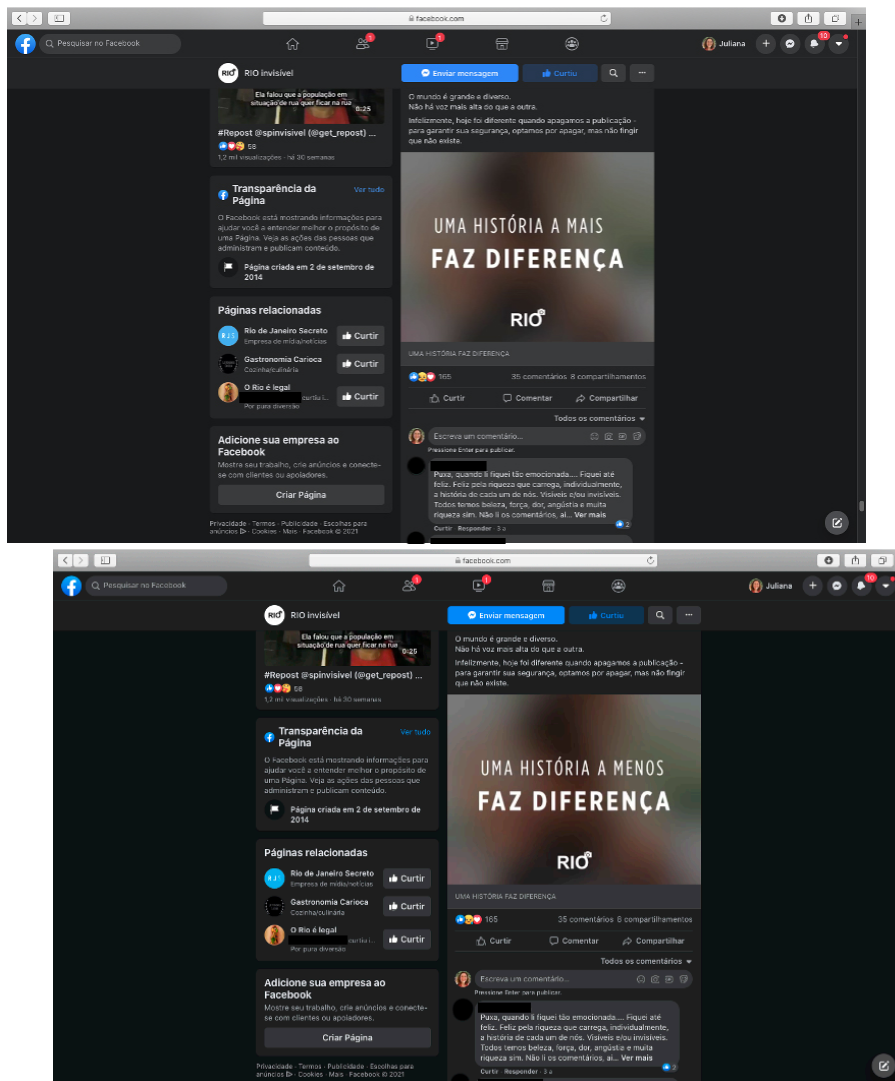 facebook.com
Pesquisar no Facebook
1
1
Juliana
10
RIO
RIO invisível
Enviar mensagem
Curtiu
Ela falou que a população em
situação de rua quer ficar na rua
0:25
#Repost @spinvisivel (@get_repost) ...
58
1,2 mil visualizações · há 30 semanas
Transparência da
Página
Ver tudo
O Facebook está mostrando informações para
ajudar você a entender melhor o propósito de
uma Página. Veja as ações das pessoas que
administram e publicam conteúdo.
Página criada em 2 de setembro de
2014
Páginas relacionadas
RJS
Rio de Janeiro Secreto
Empresa de mídia/notícias
Curtir
Gastronomia Carioca
Cozinha/culinária
Curtir
O Rio é legal
curtiu i...
Por pura diversão
Curtir
Adicione sua empresa ao
Facebook
Mostre seu trabalho, crie anúncios e conecte-
se com clientes ou apoiadores.
Criar Página
Privacidade · Termos · Publicidade · Escolhas para
anúncios · Cookies · Mais · Facebook © 2021
O mundo é grande e diverso.
Não há voz mais alta do que a outra.
Infelizmente, hoje foi diferente quando apagamos a publicação -
para garantir sua segurança, optamos por apagar, mas não fingir
que não existe.
UMA HISTÓRIA A MAIS
FAZ DIFERENÇA
RIO
UMA HISTÓRIA FAZ DIFERENÇA
165
35 comentários 8 compartilhamentos
Curtir
Comentar
Compartilhar
Todos os comentários
Escreva um comentário...
Pressione Enter para publicar.
Puxa, quando li fiquei tão emocionada.... Fiquei até
feliz. Feliz pela riqueza que carrega, individualmente,
a história de cada um de nós. Visíveis e/ou invisíveis.
Todos temos beleza, força, dor, angústia e muita
riqueza sim. Não li os comentários, ai... Ver mais
2
Curtir · Responder · 3 a
facebook.com
Pesquisar no Facebook
1
1
Juliana
10
RIO
RIO invisível
Enviar mensagem
Curtiu
Ela falou que a população em
situação de rua quer ficar na rua
0:25
#Repost @spinvisivel (@get_repost) ...
58
1,2 mil visualizações · há 30 semanas
Transparência da
Página
Ver tudo
O Facebook está mostrando informações para
ajudar você a entender melhor o propósito de
uma Página. Veja as ações das pessoas que
administram e publicam conteúdo.
Página criada em 2 de setembro de
2014
Páginas relacionadas
RJS
Rio de Janeiro Secreto
Empresa de mídia/notícias
Curtir
Gastronomia Carioca
Cozinha/culinária
Curtir
O Rio é legal
curtiu i...
Por pura diversão
Curtir
Adicione sua empresa ao
Facebook
Mostre seu trabalho, crie anúncios e conecte-
se com clientes ou apoiadores.
Criar Página
Privacidade · Termos · Publicidade · Escolhas para
anúncios · Cookies · Mais · Facebook © 2021
O mundo é grande e diverso.
Não há voz mais alta do que a outra.
Infelizmente, hoje foi diferente quando apagamos a publicação -
para garantir sua segurança, optamos por apagar, mas não fingir
que não existe.
UMA HISTÓRIA A MENOS
FAZ DIFERENÇA
RIO
UMA HISTÓRIA FAZ DIFERENÇA
165
35 comentários 6 compartilhamentos
Curtir
Comentar
Compartilhar
Todos os comentários
Escreva um comentário...
Pressione Enter para publicar.
Puxa, quando li fiquei tão emocionada.... Fiquei até
feliz. Feliz pela riqueza que carrega, individualmente,
a história de cada um de nós. Visíveis e/ou invisíveis.
Todos temos beleza, força, dor, angústia e muita
riqueza sim. Não li os comentários, ai... Ver mais
2
Curtir · Responder · 3 a